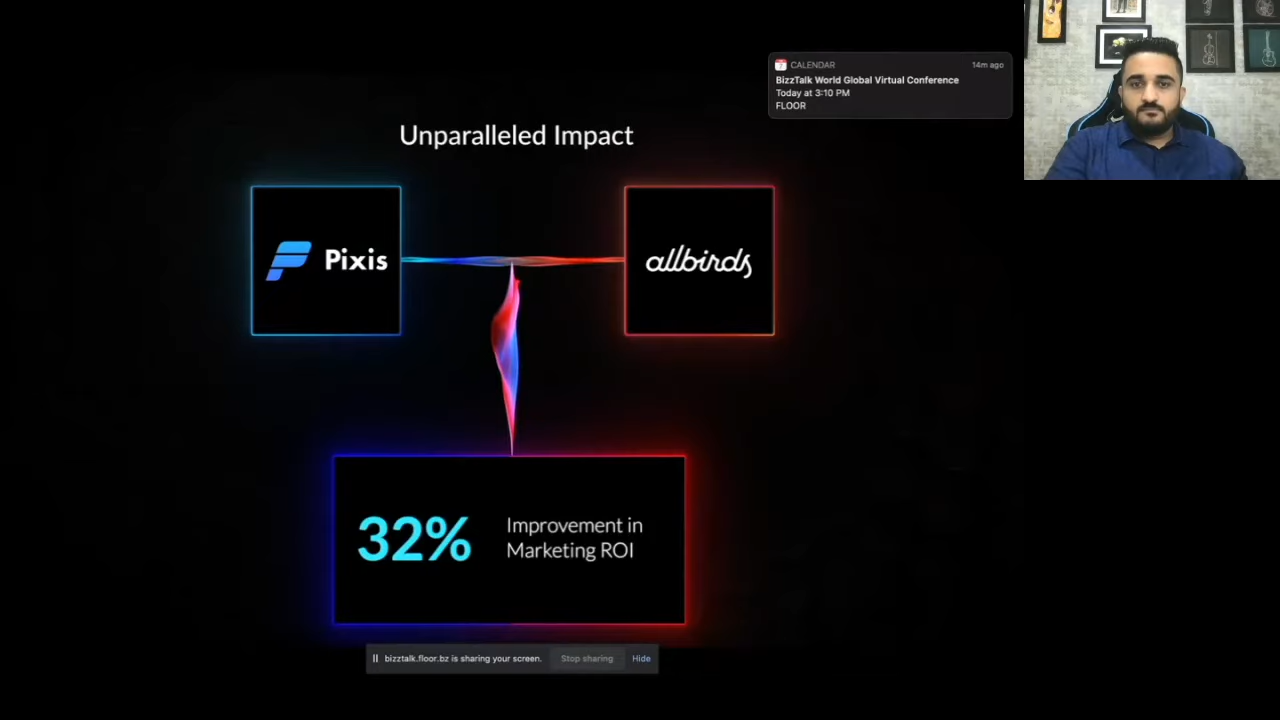 CALENDAR
14m ago
BizzTalk World Global Virtual Conference
Today at 3:10 PM
FLOOR
Unparalleled Impact
Pixis
allbirds
32%
Improvement in
Marketing ROI
bizztalk.floor.bz is sharing your screen.
Stop sharing
Hide